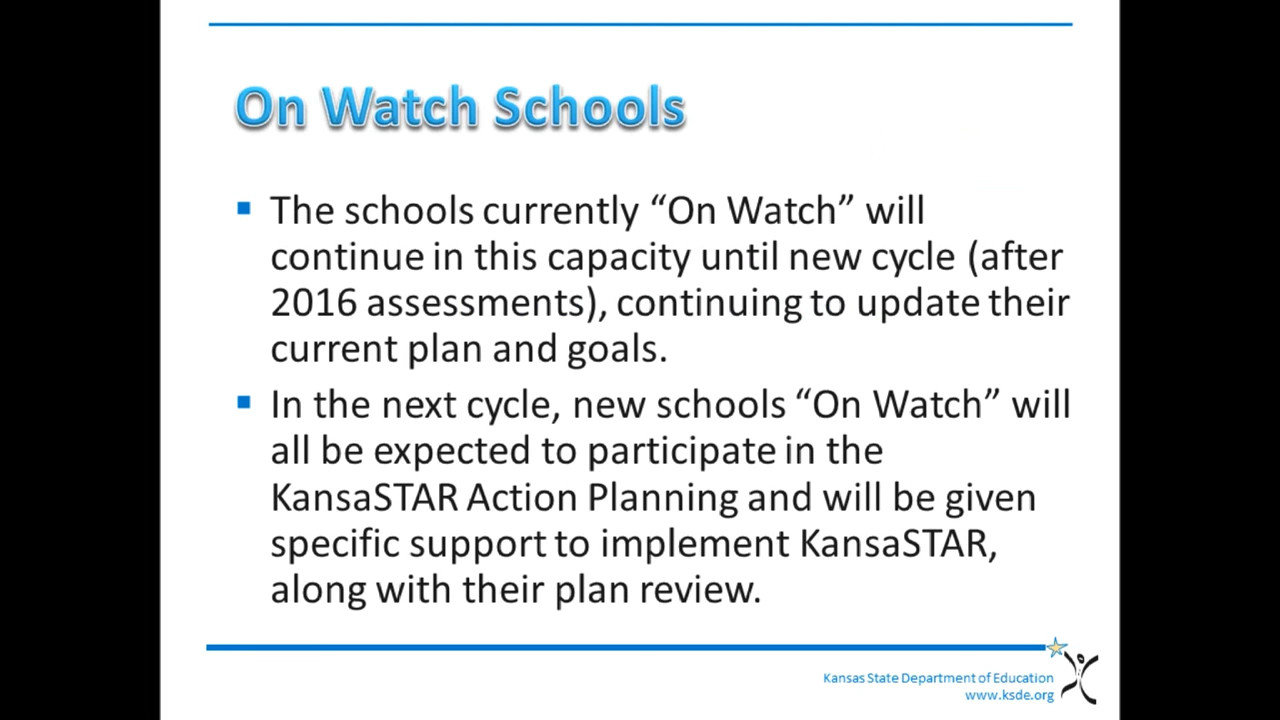 On Watch Schools
▪ The schools currently “On Watch” will
continue in this capacity until new cycle (after
2016 assessments), continuing to update their
current plan and goals.
▪ In the next cycle, new schools “On Watch” will
all be expected to participate in the
KansaSTAR Action Planning and will be given
specific support to implement KansaSTAR,
along with their plan review.
Kansas State Department of Education
www.ksde.org